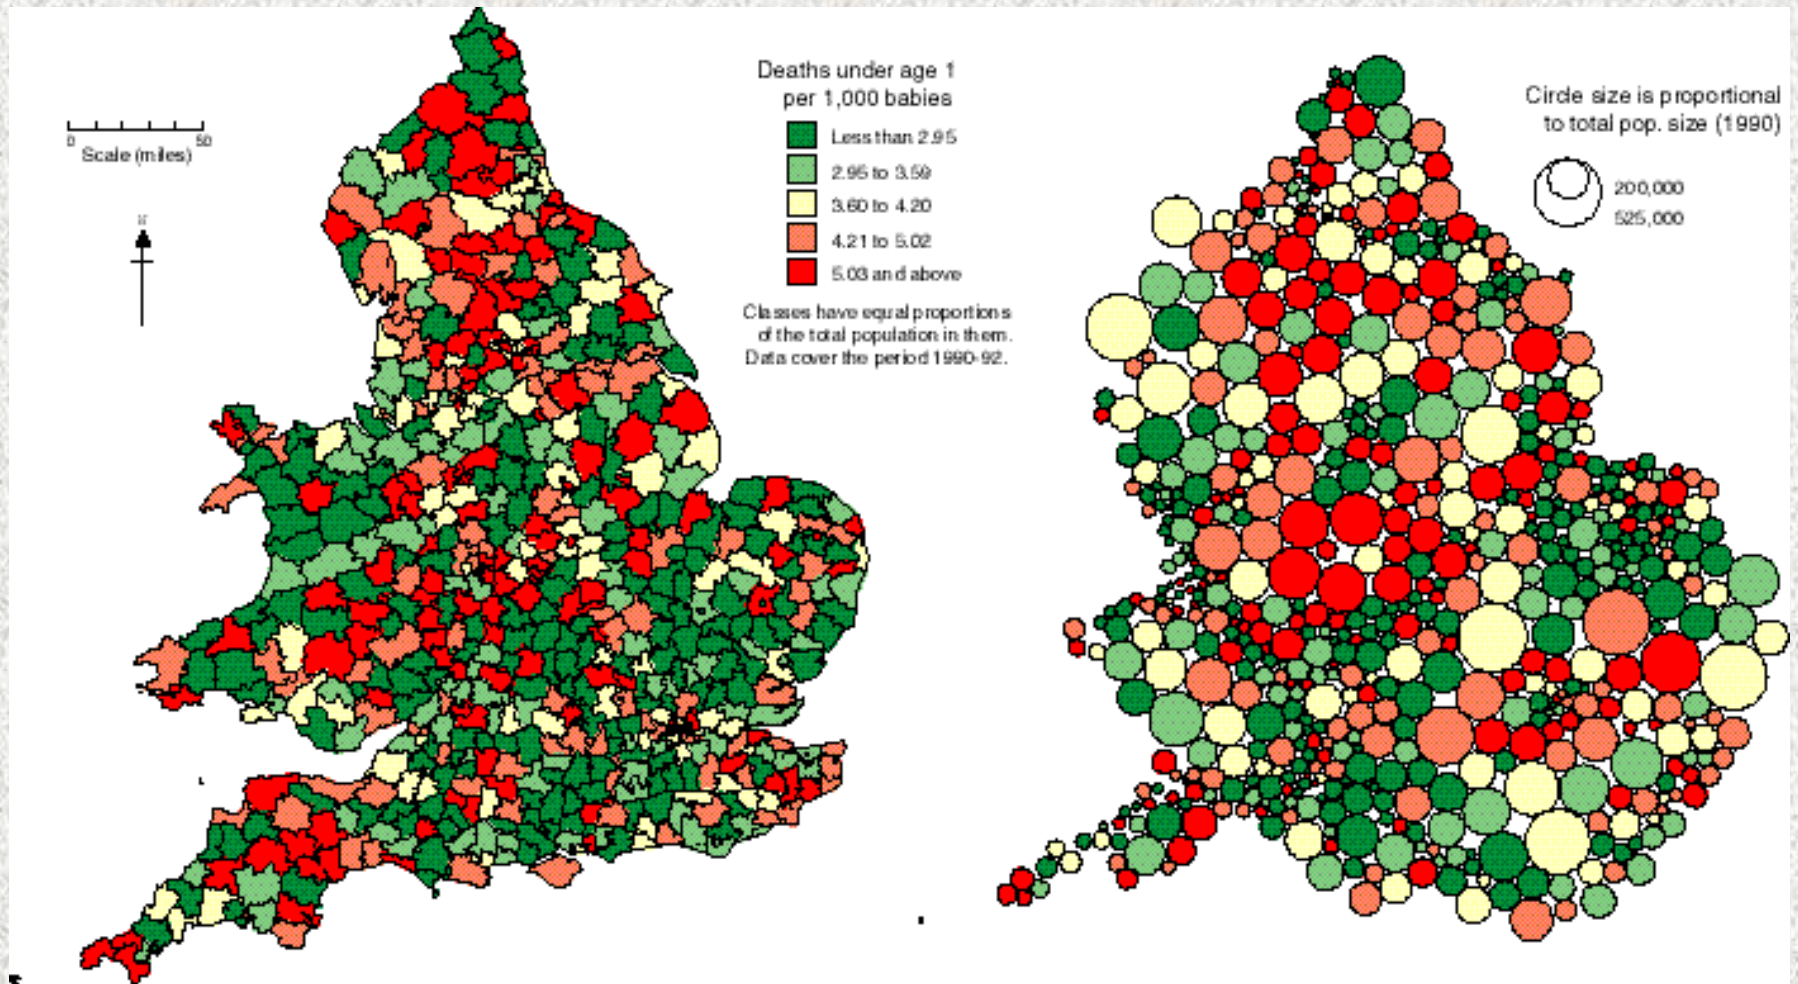 Deaths under age 1
per 1,000 babies
Less than 2.95
2.95 to 3.59
3.60 to 4.20
4.21 to 5.02
5.03 and above
Classes have equal proportions
of the total population in them.
Data cover the period 1990-92.
0 50
Scale (miles)
N
Circle size is proportional
to total pop. size (1990)
200,000
525,000